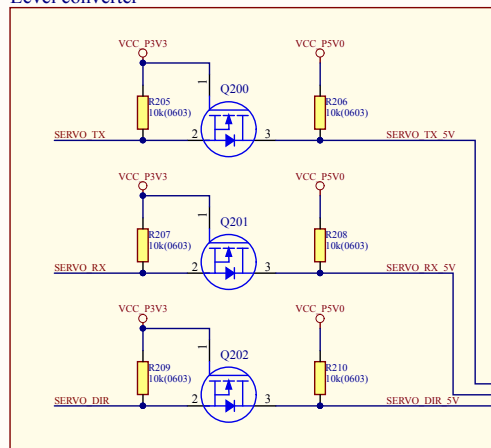 Level converter
VCC_P3V3
VCC_P5V0
1
Q200
R205
10k(0603)
R206
10k(0603)
SERVO_TX
2
3
SERVO_TX_5V
VCC_P3V3
VCC_P5V0
1
Q201
R207
10k(0603)
R208
10k(0603)
SERVO_RX
2
3
SERVO_RX_5V
VCC_P3V3
VCC_P5V0
1
Q202
R209
10k(0603)
R210
10k(0603)
SERVO_DIR
2
3
SERVO_DIR_5V